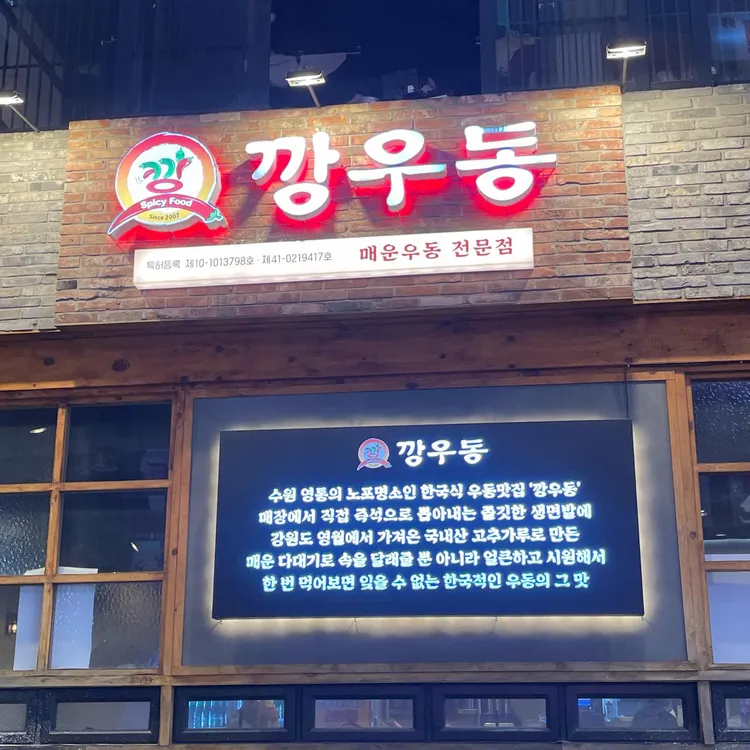 깡
Spicy Food
Since 2007
깡우동
특허등록 제10-1013798호 · 제41-0219417호
매운우동 전문점
깡우동
수원 영통의 노포명소인 한국식 우동맛집 '깡우동'
매장에서 직접 즉석으로 뽑아내는 쫄깃한 생면발에
강원도 영월에서 가져온 국내산 고추가루로 만든
매운 다대기로 속을 달래줄 뿐 아니라 얼큰하고 시원해서
한 번 먹어보면 잊을 수 없는 한국적인 우동의 그 맛